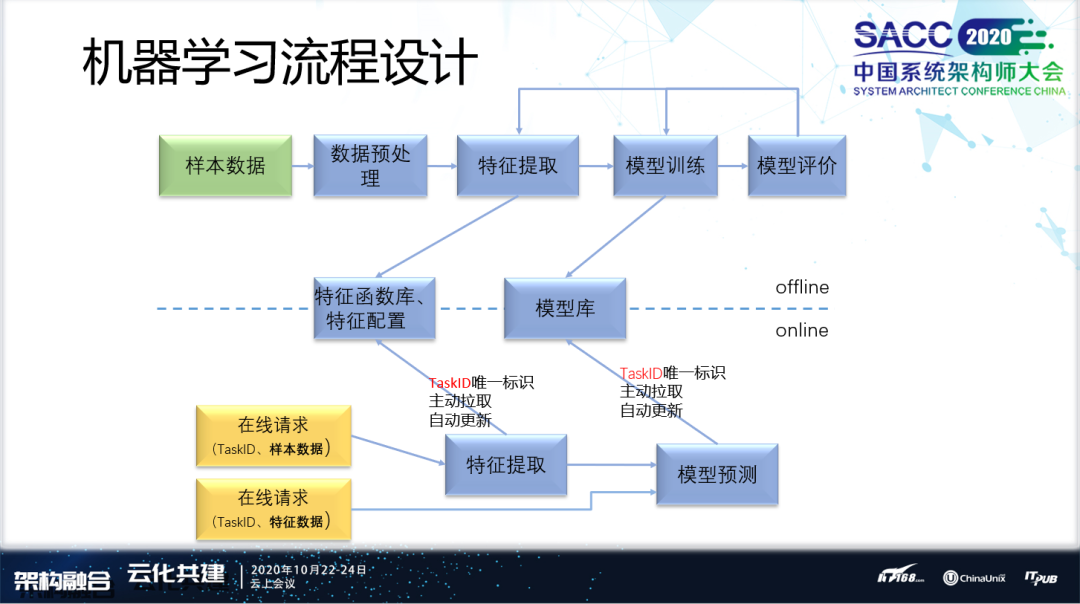 机器学习流程设计
SACC 2020
中国系统架构师大会
SYSTEM ARCHITECT CONFERENCE CHINA
样本数据
数据预处
理
特征提取
模型训练
模型评价
特征函数库、
特征配置
模型库
offline
online
TaskID唯一标识
主动拉取
自动更新
TaskID唯一标识
主动拉取
自动更新
在线请求
(TaskID、样本数据)
特征提取
模型预测
在线请求
(TaskID、特征数据)
架构融合 云化共建
2020年10月22-24日
云上会议
IT168.com
ChinaUnix
ITPUB